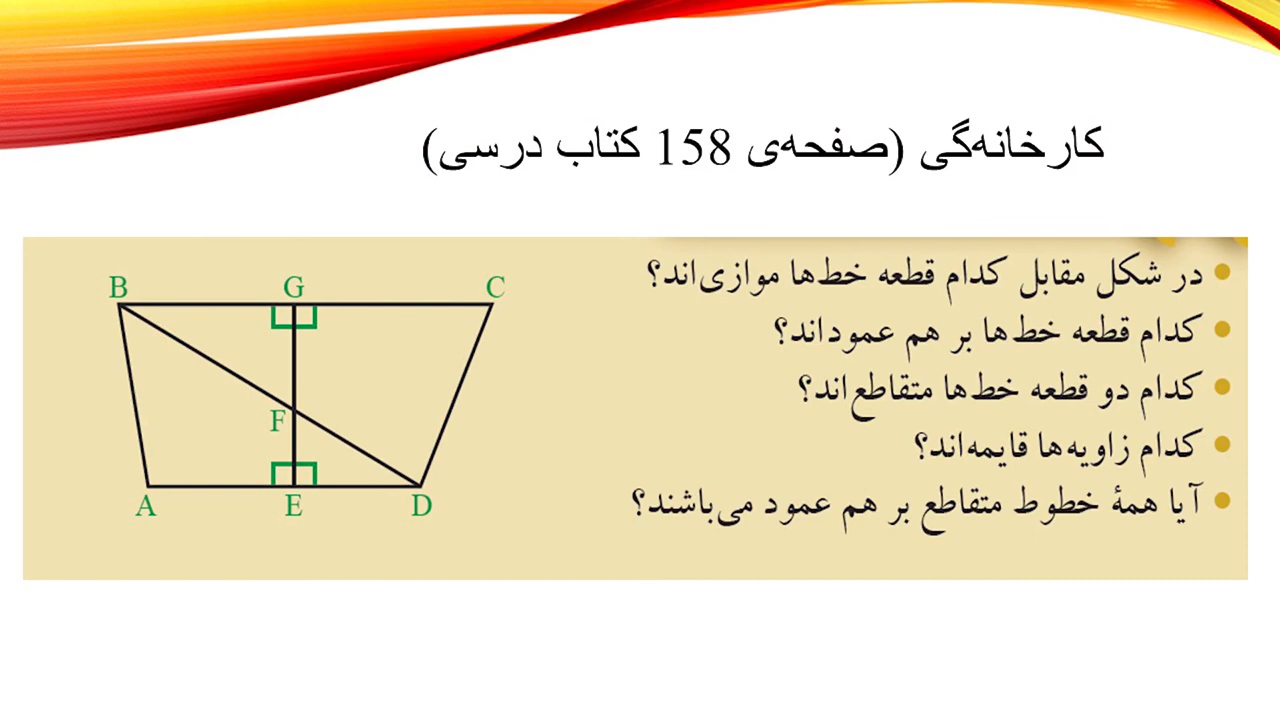 کارخانه‌گی (صفحه‌ی 158 کتاب درسی)
• در شکل مقابل کدام قطعه خط‌ها موازی‌اند؟
• کدام قطعه خط‌ها بر هم عموداند؟
• کدام دو قطعه خط‌ها متقاطع‌اند؟
• کدام زاویه‌ها قایمه‌اند؟
• آیا همهٔ خطوط متقاطع بر هم عمود می‌باشند؟
B G C
F
A E D